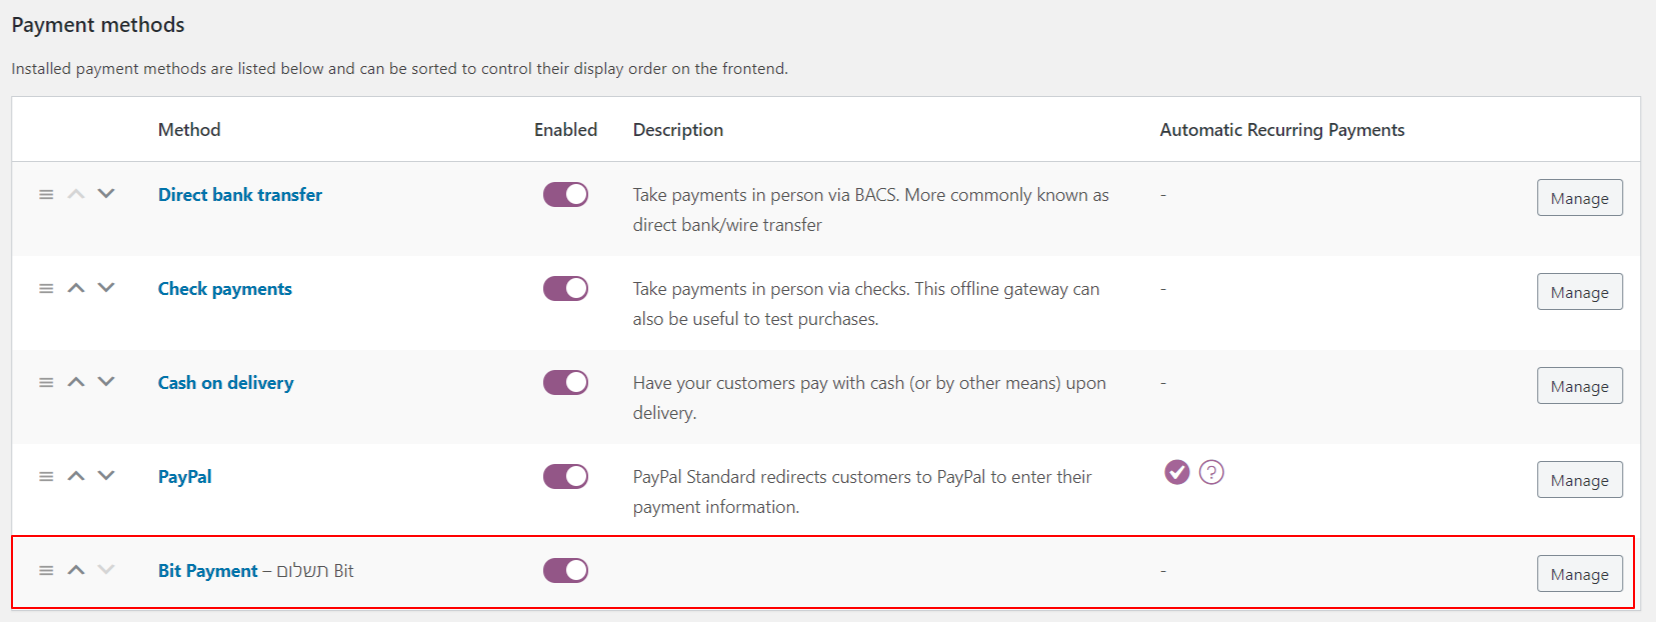 Payment methods
Installed payment methods are listed below and can be sorted to control their display order on the frontend.
Method Enabled Description Automatic Recurring Payments
Direct bank transfer Take payments in person via BACS. More commonly known as - Manage
direct bank/wire transfer
Check payments Take payments in person via checks. This offline gateway can - Manage
also be useful to test purchases.
Cash on delivery Have your customers pay with cash (or by other means) upon - Manage
delivery.
PayPal PayPal Standard redirects customers to PayPal to enter their ? Manage
payment information.
Bit Payment – תשלום Bit - Manage